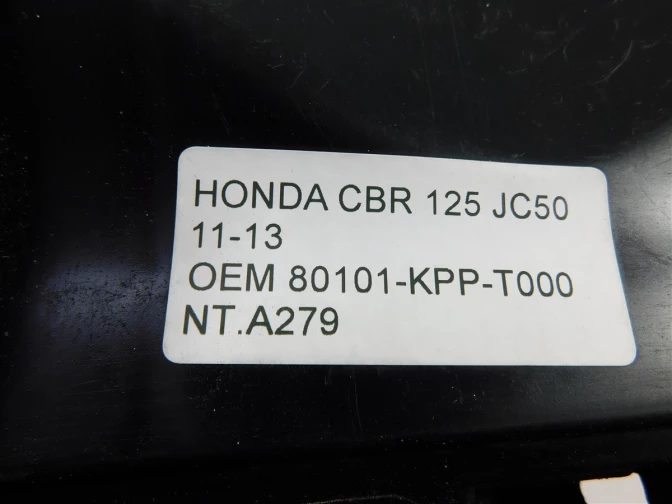 HONDA CBR 125 JC50
11-13
OEM 80101-KPP-T000
NT.A279